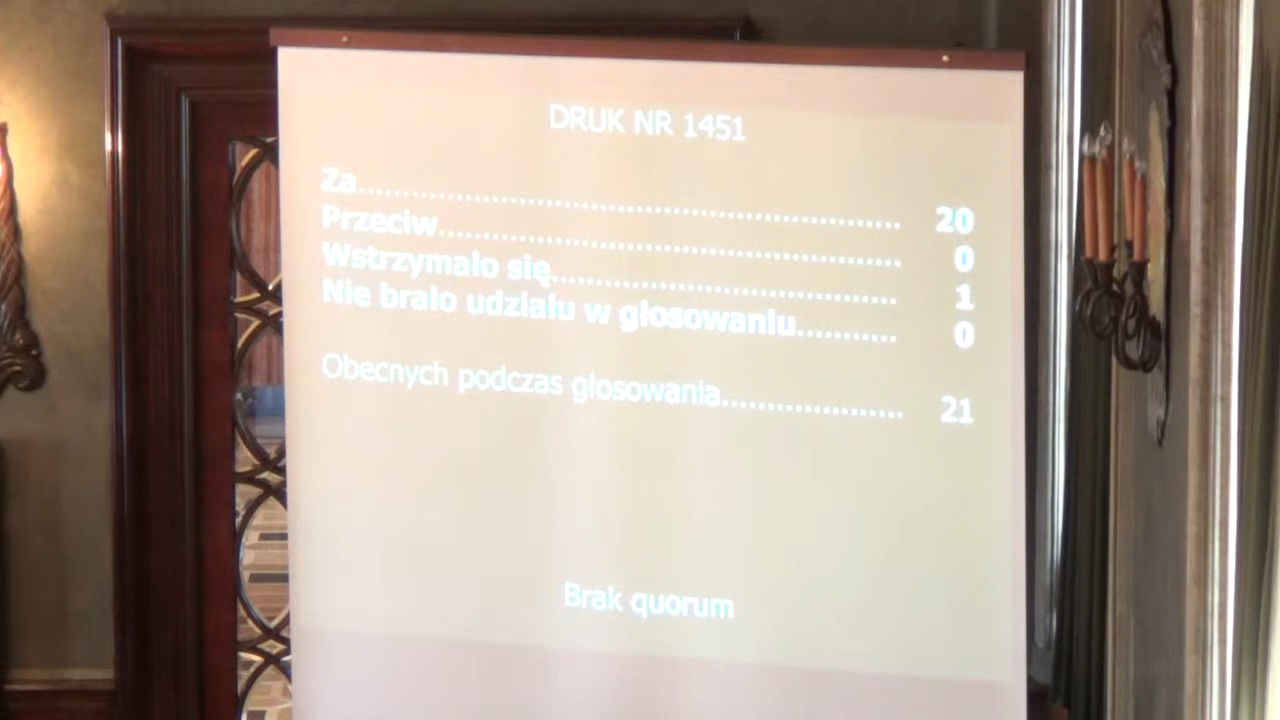 DRUK NR 1451
Za.......................................................... 20
Przeciw................................................. 0
Wstrzymało się..................................... 1
Nie brało udziału w głosowaniu........... 0
Obecnych podczas głosowania.................... 21
Brak quorum